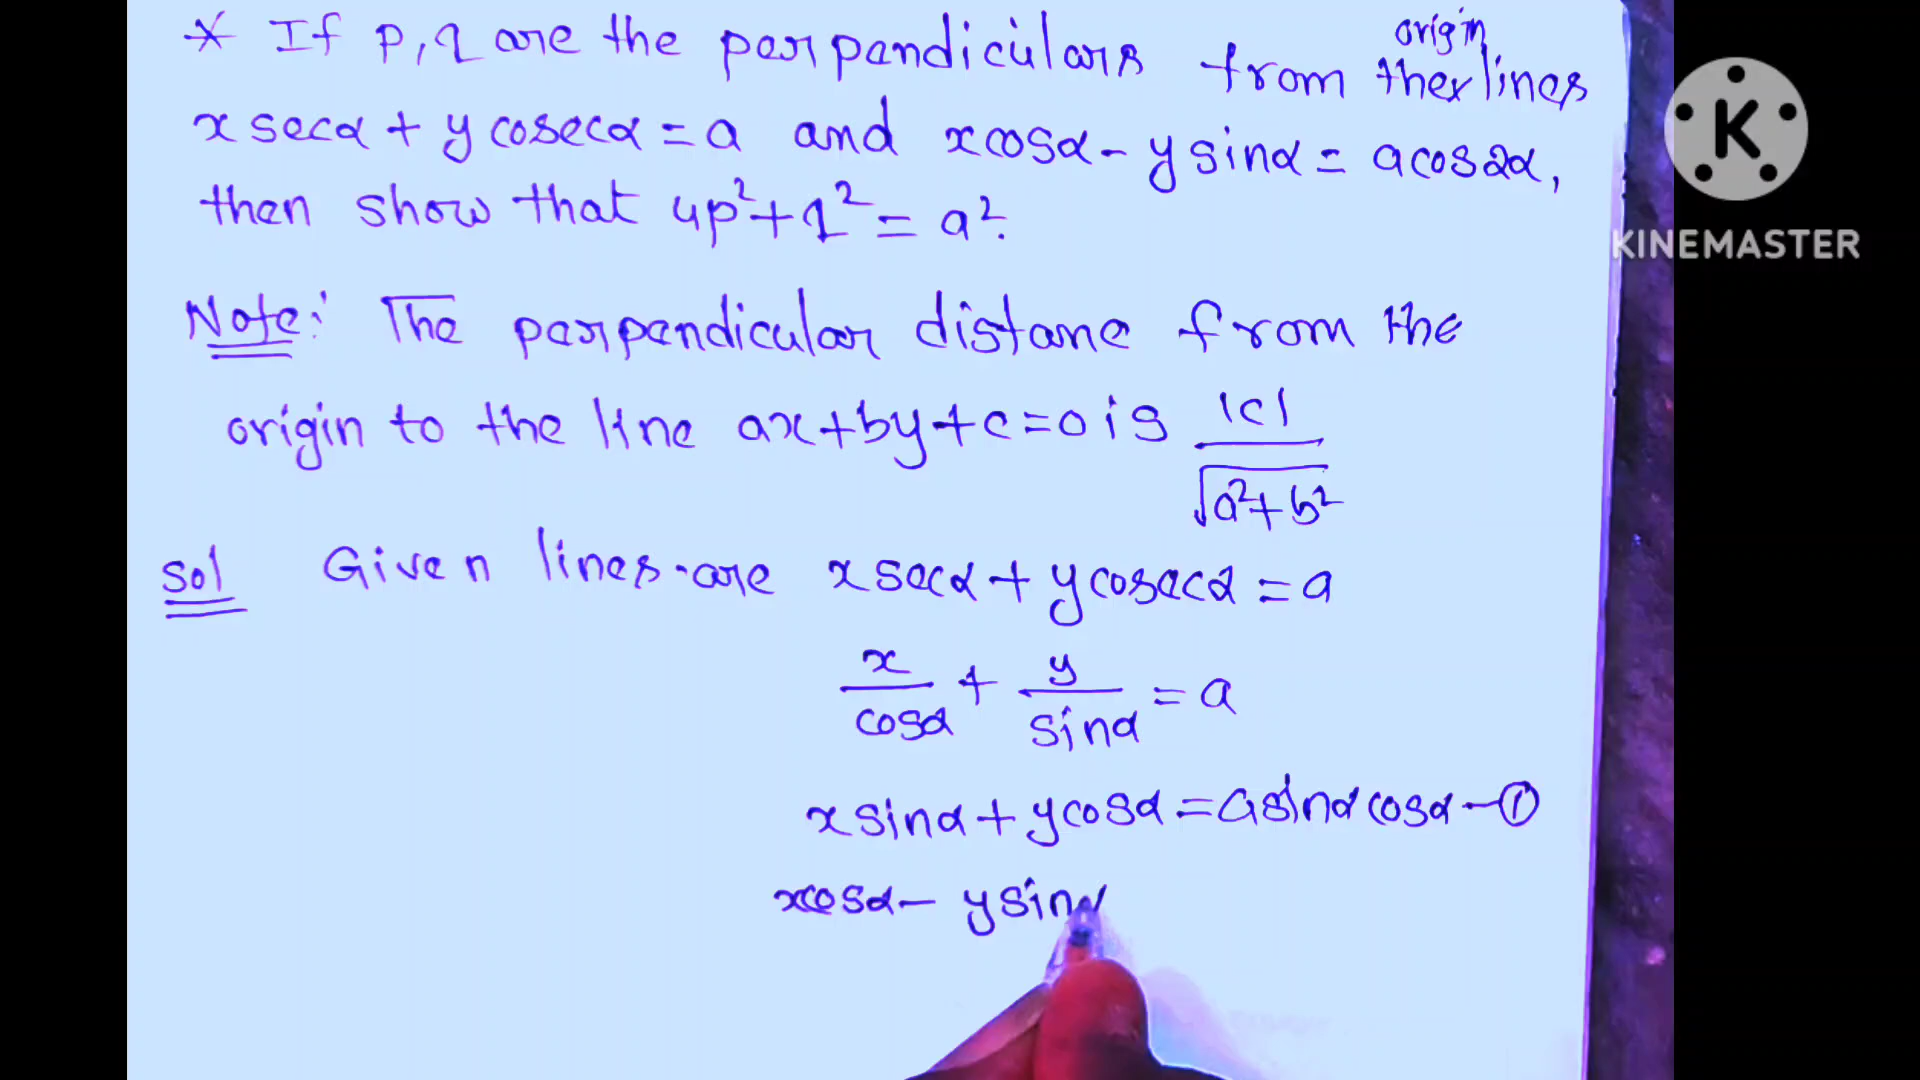 * If p, q are the perpendiculars from the origin lines
x secα + y cosecα = a and x cosα - y sinα = a cos2α,
then show that 4p² + q² = a².
Note: The perpendicular distane from the
origin to the line ax+by+c=0 is |c| / √a²+b²
Sol Given lines are x secα + y cosecα = a
x/cosα + y/sinα = a
x sinα + y cosα = a sinα cosα - ①
x cosα - y sinα
K
KINEMASTER